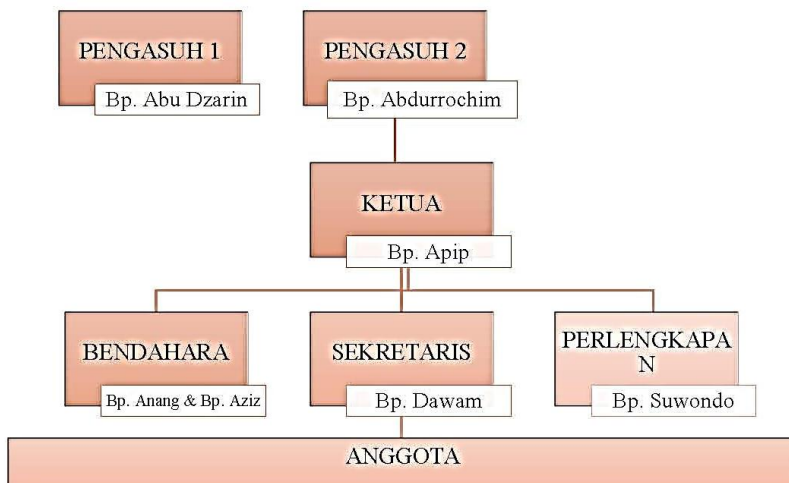 PENGASUH 1
Bp. Abu Dzarin
PENGASUH 2
Bp. Abdurrochim
KETUA
Bp. Apip
BENDAHARA
Bp. Anang & Bp. Aziz
SEKRETARIS
Bp. Dawam
PERLENGKAPA
N
Bp. Suwondo
ANGGOTA